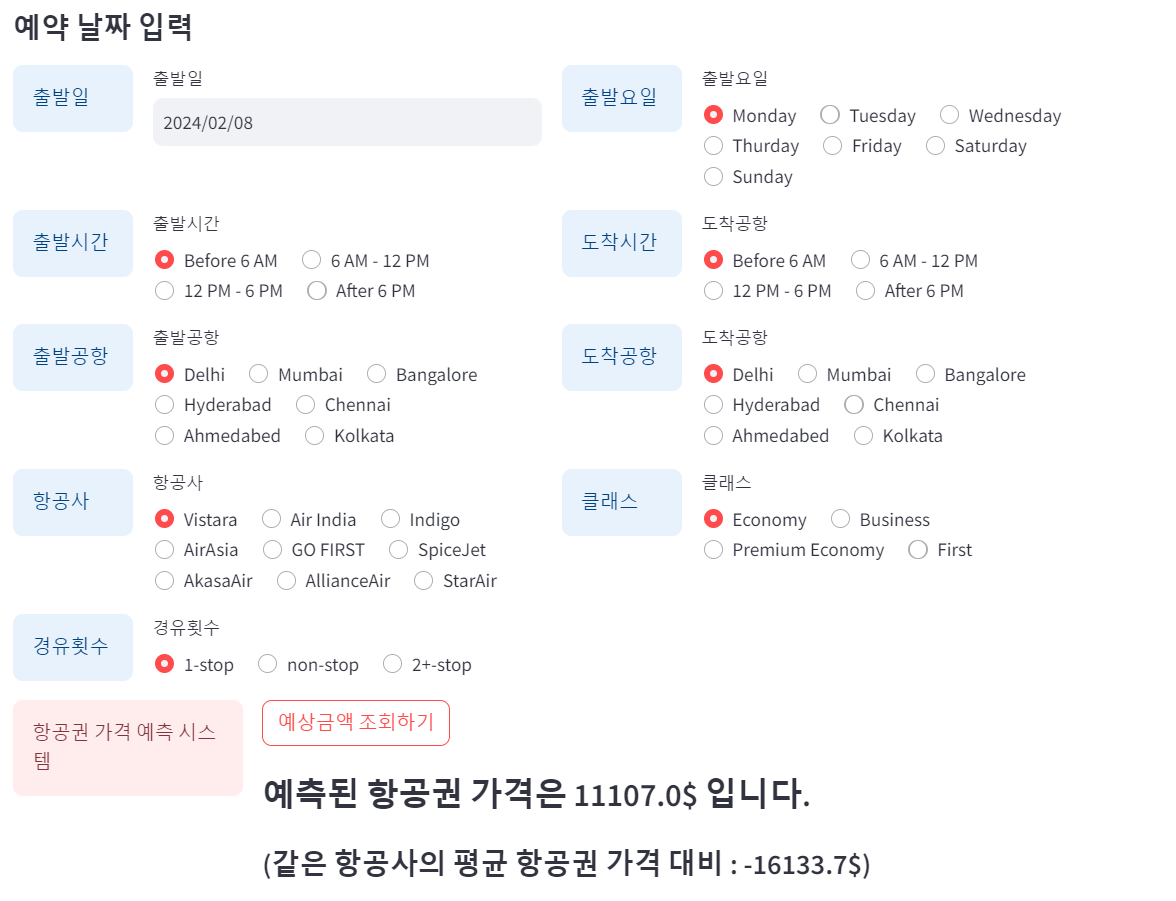 예약 날짜 입력
출발일
출발일
2024/02/08
출발요일
출발요일
Monday Tuesday Wednesday
Thurday Friday Saturday
Sunday
출발시간
출발시간
Before 6 AM 6 AM - 12 PM
12 PM - 6 PM After 6 PM
도착시간
도착공항
Before 6 AM 6 AM - 12 PM
12 PM - 6 PM After 6 PM
출발공항
출발공항
Delhi Mumbai Bangalore
Hyderabad Chennai
Ahmedabed Kolkata
도착공항
도착공항
Delhi Mumbai Bangalore
Hyderabad Chennai
Ahmedabed Kolkata
항공사
항공사
Vistara Air India Indigo
AirAsia GO FIRST SpiceJet
AkasaAir AllianceAir StarAir
클래스
클래스
Economy Business
Premium Economy First
경유횟수
경유횟수
1-stop non-stop 2+-stop
항공권 가격 예측 시스
템
예상금액 조회하기
예측된 항공권 가격은 11107.0$ 입니다.
(같은 항공사의 평균 항공권 가격 대비 : -16133.7$)